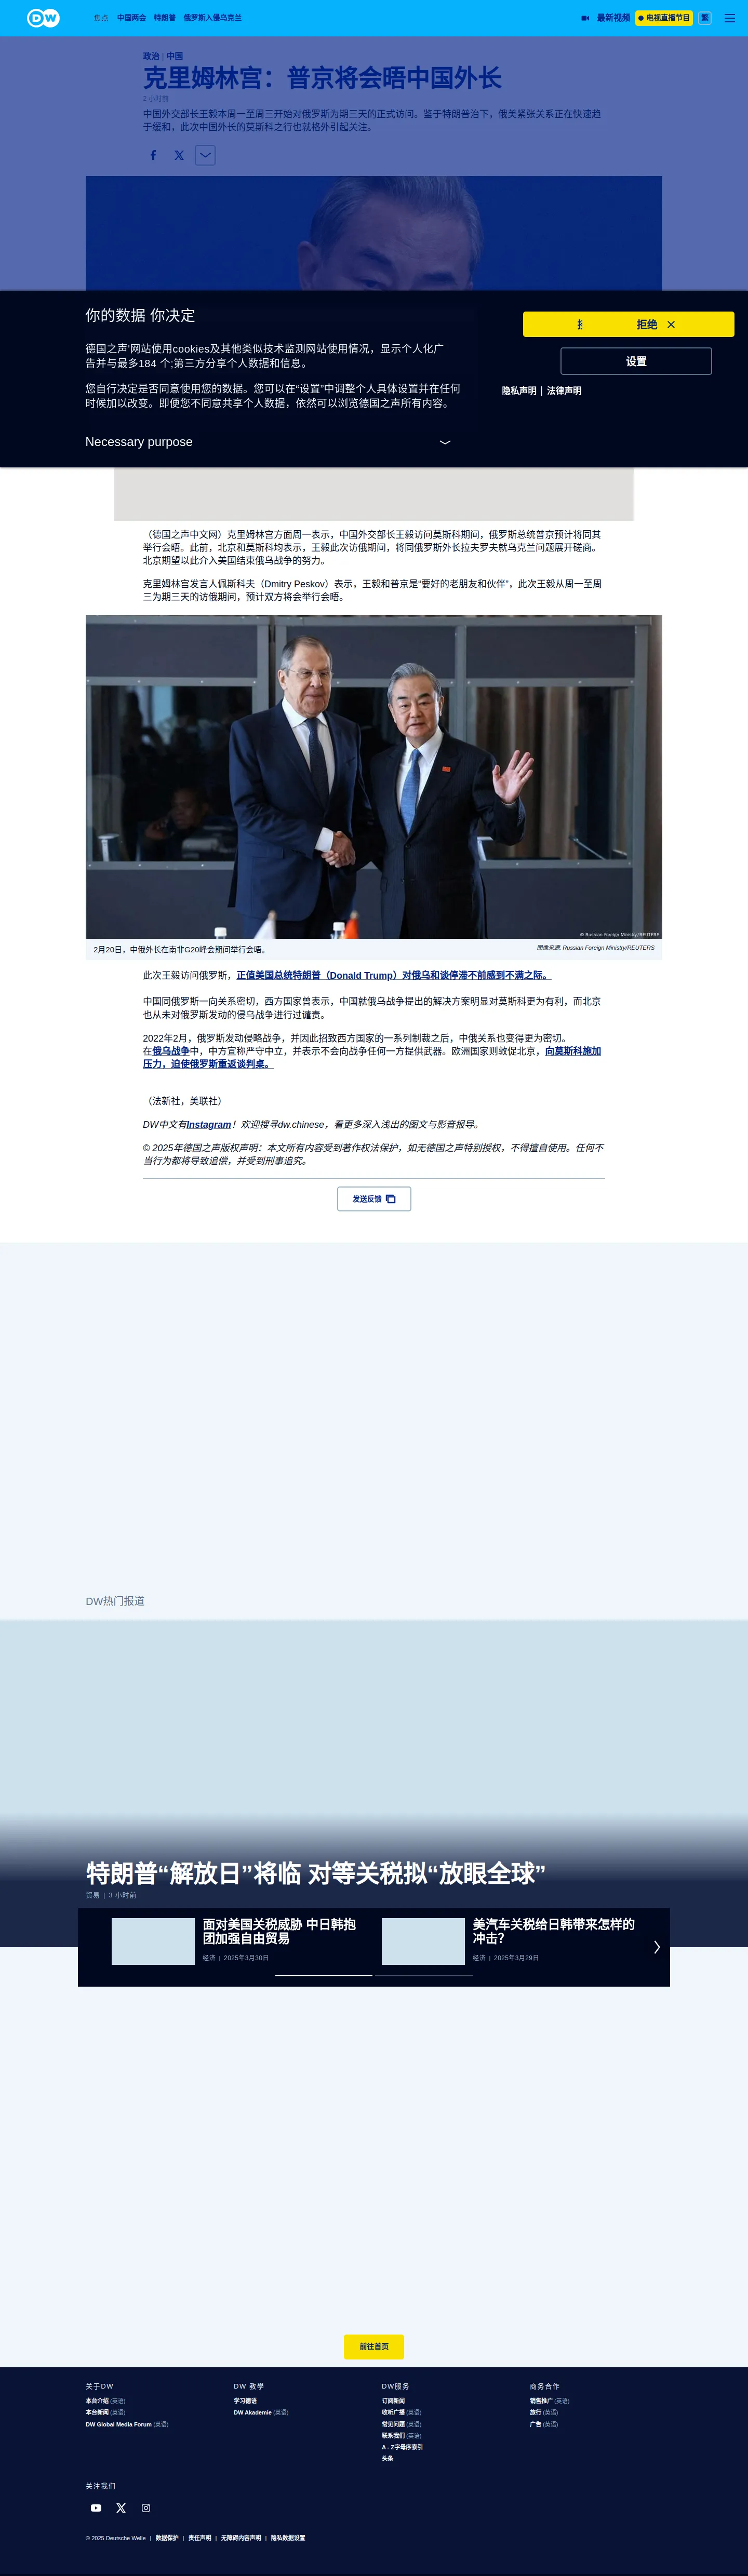 DW
焦点 中国两会 特朗普 俄罗斯入侵乌克兰
最新视频 电视直播节目 繁
政治 | 中国
克里姆林宫：普京将会晤中国外长
2 小时前
中国外交部长王毅本周一至周三开始对俄罗斯为期三天的正式访问。鉴于特朗普治下，俄美紧张关系正在快速趋
于缓和，此次中国外长的莫斯科之行也就格外引起关注。
你的数据 你决定
德国之声'网站使用cookies及其他类似技术监测网站使用情况，显示个人化广
告并与最多184 个;第三方分享个人数据和信息。
您自行决定是否同意使用您的数据。您可以在“设置”中调整个人具体设置并在任何
时候加以改变。即便您不同意共享个人数据，依然可以浏览德国之声所有内容。
Necessary purpose
拒绝
设置
隐私声明 | 法律声明
（德国之声中文网）克里姆林宫方面周一表示，中国外交部长王毅访问莫斯科期间，俄罗斯总统普京预计将同其
举行会晤。此前，北京和莫斯科均表示，王毅此次访俄期间，将同俄罗斯外长拉夫罗夫就乌克兰问题展开磋商。
北京期望以此介入美国结束俄乌战争的努力。
克里姆林宫发言人佩斯科夫（Dmitry Peskov）表示，王毅和普京是“要好的老朋友和伙伴”，此次王毅从周一至周
三为期三天的访俄期间，预计双方将会举行会晤。
© Russian Foreign Ministry/REUTERS
2月20日，中俄外长在南非G20峰会期间举行会晤。
图像来源: Russian Foreign Ministry/REUTERS
此次王毅访问俄罗斯，正值美国总统特朗普（Donald Trump）对俄乌和谈停滞不前感到不满之际。
中国同俄罗斯一向关系密切，西方国家曾表示，中国就俄乌战争提出的解决方案明显对莫斯科更为有利，而北京
也从未对俄罗斯发动的侵乌战争进行过谴责。
2022年2月，俄罗斯发动侵略战争，并因此招致西方国家的一系列制裁之后，中俄关系也变得更为密切。
在俄乌战争中，中方宣称严守中立，并表示不会向战争任何一方提供武器。欧洲国家则敦促北京，向莫斯科施加
压力，迫使俄罗斯重返谈判桌。
（法新社，美联社）
DW中文有Instagram！欢迎搜寻dw.chinese，看更多深入浅出的图文与影音报导。
© 2025年德国之声版权声明：本文所有内容受到著作权法保护，如无德国之声特别授权，不得擅自使用。任何不
当行为都将导致追偿，并受到刑事追究。
发送反馈
DW热门报道
特朗普“解放日”将临 对等关税拟“放眼全球”
贸易 | 3 小时前
面对美国关税威胁 中日韩抱
团加强自由贸易
经济 | 2025年3月30日
美汽车关税给日韩带来怎样的
冲击？
经济 | 2025年3月29日
前往首页
关于DW
本台介绍 (英语)
本台新闻 (英语)
DW Global Media Forum (英语)
DW 教學
学习德语
DW Akademie (英语)
DW服务
订阅新闻
收听广播 (英语)
常见问题 (英语)
联系我们 (英语)
A - Z字母序索引
头条
商务合作
销售推广 (英语)
旅行 (英语)
广告 (英语)
关注我们
© 2025 Deutsche Welle | 数据保护 | 责任声明 | 无障碍内容声明 | 隐私数据设置